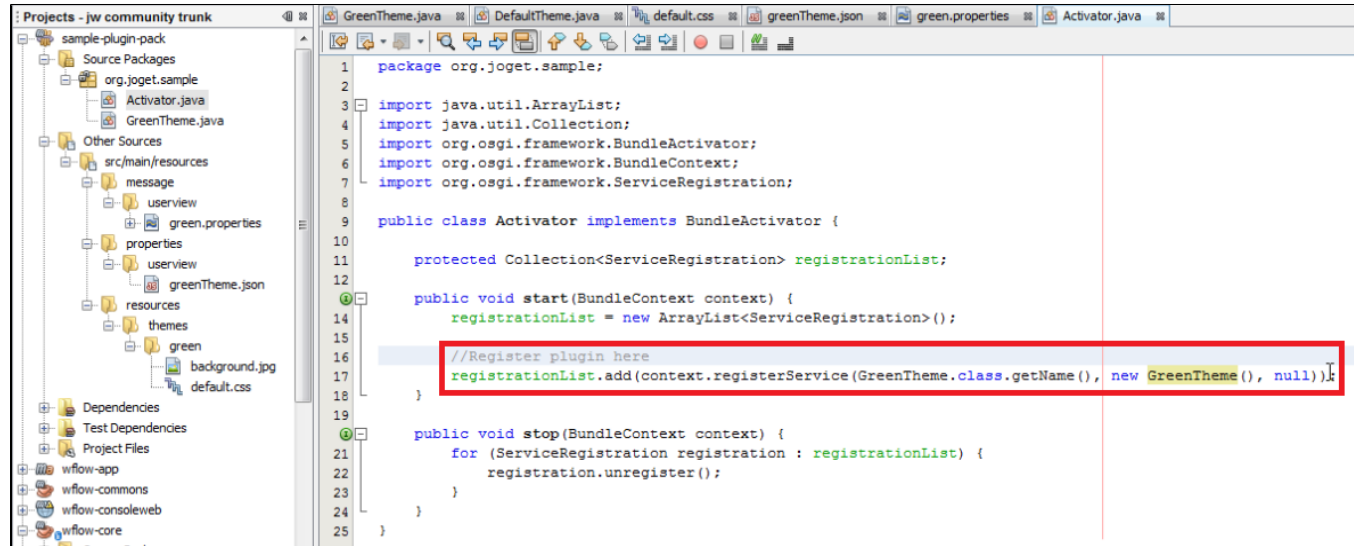 Projects - jw community trunk
sample-plugin-pack
Source Packages
org.joget.sample
Activator.java
GreenTheme.java
Other Sources
src/main/resources
message
userview
green.properties
properties
userview
greenTheme.json
resources
themes
green
background.jpg
default.css
Dependencies
Test Dependencies
Project Files
wflow-app
wflow-commons
wflow-consoleweb
wflow-core
GreenTheme.java DefaultTheme.java default.css greenTheme.json green.properties Activator.java
1 package org.joget.sample;
2
3 import java.util.ArrayList;
4 import java.util.Collection;
5 import org.osgi.framework.BundleActivator;
6 import org.osgi.framework.BundleContext;
7 import org.osgi.framework.ServiceRegistration;
8
9 public class Activator implements BundleActivator {
10
11 protected Collection<ServiceRegistration> registrationList;
12
public void start(BundleContext context) {
14 registrationList = new ArrayList<ServiceRegistration>();
15
16 //Register plugin here
17 registrationList.add(context.registerService(GreenTheme.class.getName(), new GreenTheme(), null));
18 }
19
public void stop(BundleContext context) {
21 for (ServiceRegistration registration : registrationList) {
22 registration.unregister();
23 }
24 }
25 }